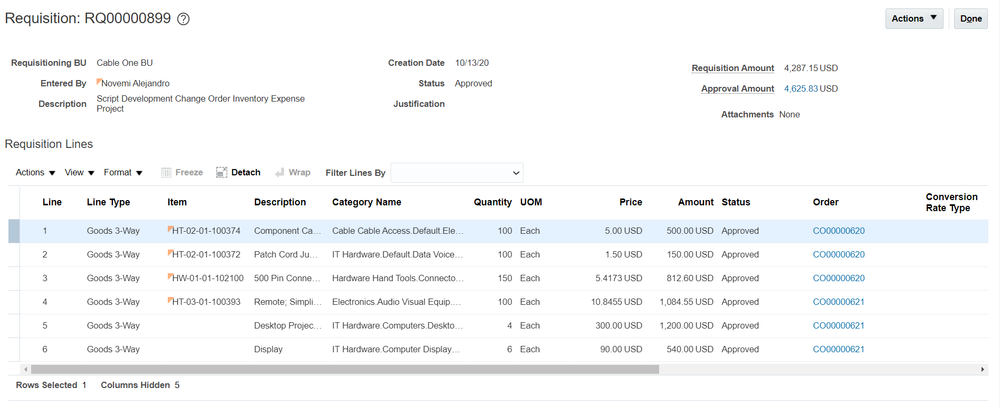 Requisition: RQ00000899 ?
Actions Done
Requisitioning BU Cable One BU
Entered By Novemi Alejandro
Description Script Development Change Order Inventory Expense
Project
Creation Date 10/13/20
Status Approved
Justification
Requisition Amount 4,287.15 USD
Approval Amount 4,625.83 USD
Attachments None
Requisition Lines
Actions View Format Freeze Detach Wrap Filter Lines By
Line Line Type Item Description Category Name Quantity UOM Price Amount Status Order Conversion
Rate Type
1 Goods 3-Way HT-02-01-100374 Component Ca... Cable Cable Access.Default.Ele... 100 Each 5.00 USD 500.00 USD Approved CO00000620
2 Goods 3-Way HT-02-01-100372 Patch Cord Ju... IT Hardware.Default.Data Voice... 100 Each 1.50 USD 150.00 USD Approved CO00000620
3 Goods 3-Way HW-01-01-102100 500 Pin Conne... Hardware Hand Tools.Connecto... 150 Each 5.4173 USD 812.60 USD Approved CO00000620
4 Goods 3-Way HT-03-01-100393 Remote; Simpli... Electronics.Audio Visual Equip.... 100 Each 10.8455 USD 1,084.55 USD Approved CO00000621
5 Goods 3-Way Desktop Projec... IT Hardware.Computers.Deskto... 4 Each 300.00 USD 1,200.00 USD Approved CO00000621
6 Goods 3-Way Display IT Hardware.Computer Display... 6 Each 90.00 USD 540.00 USD Approved CO00000621
Rows Selected 1 Columns Hidden 5